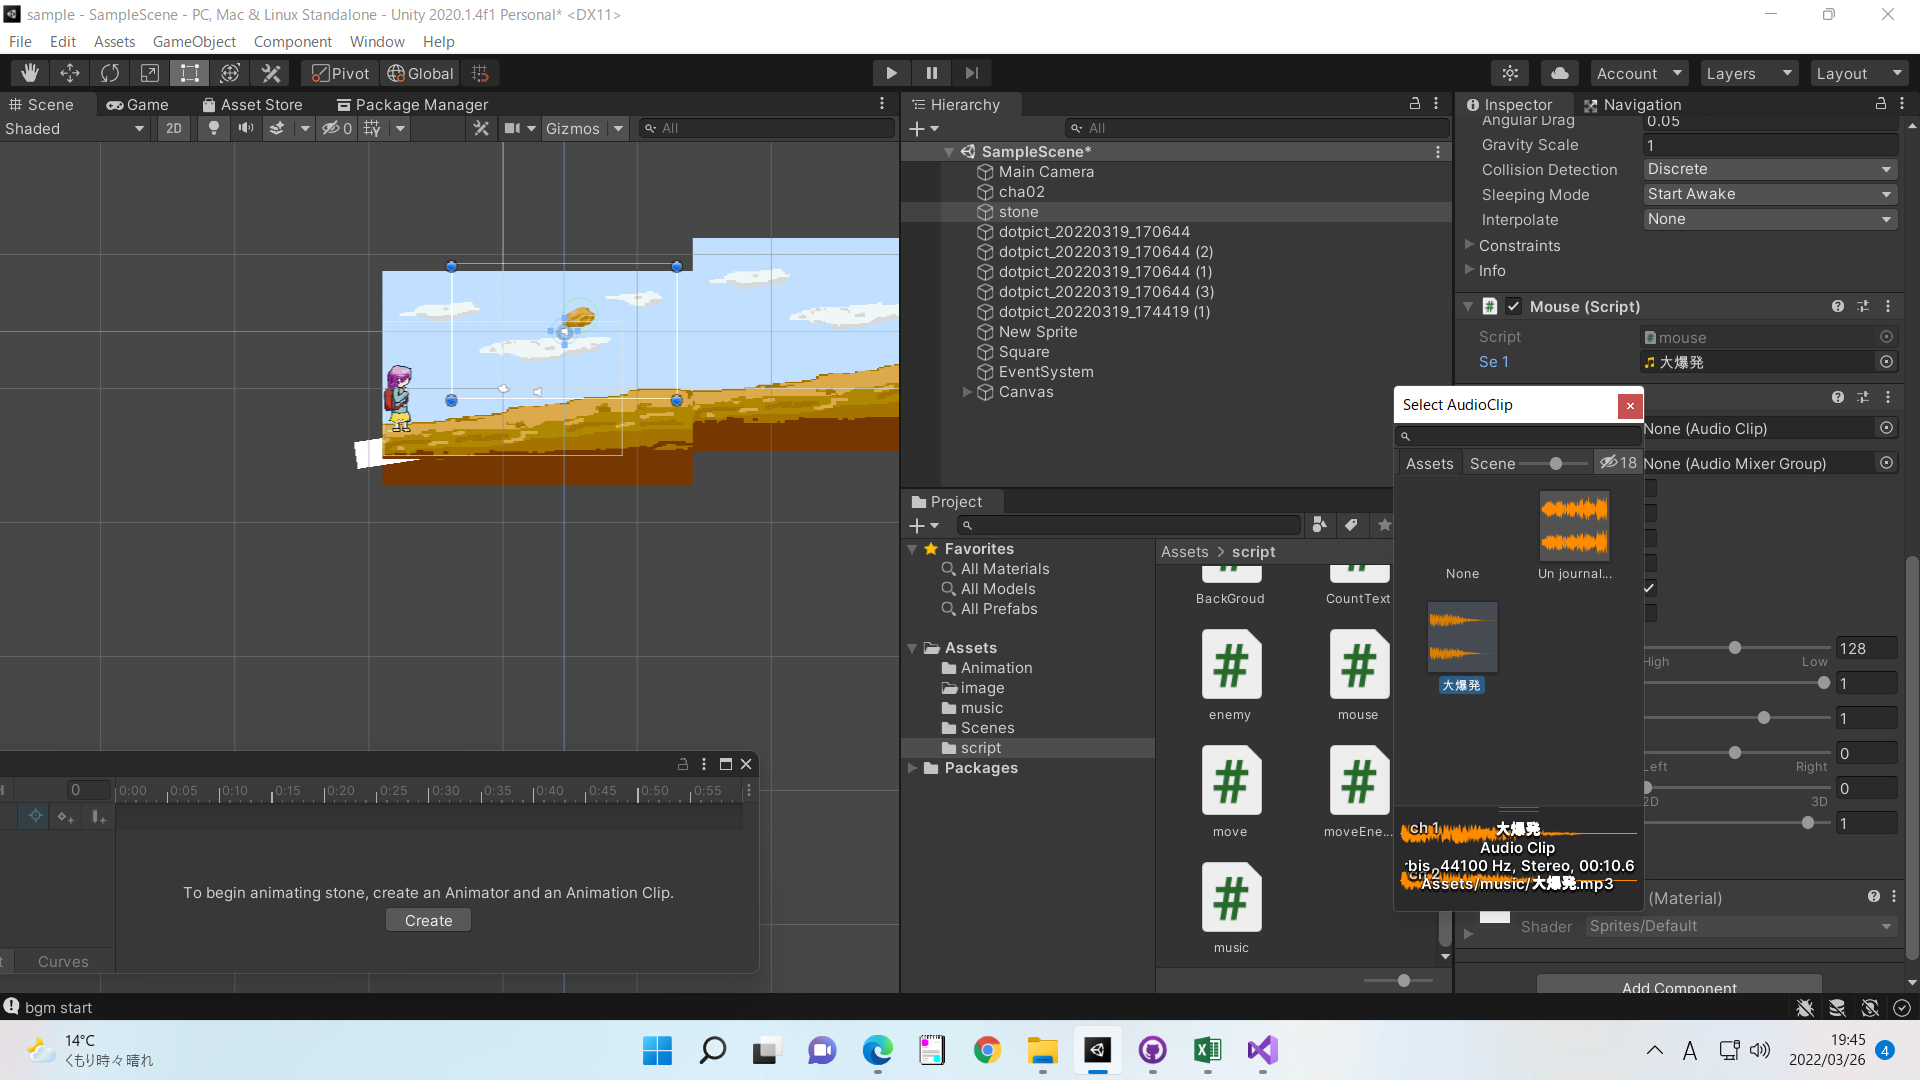 sample - SampleScene - PC, Mac & Linux Standalone - Unity 2020.1.4f1 Personal* <DX11>
File Edit Assets GameObject Component Window Help
Pivot Global Account Layers Layout
Scene Game Asset Store Package Manager
Shaded 2D 0 Gizmos All
Hierarchy
All
SampleScene*
Main Camera
cha02
stone
dotpict_20220319_170644
dotpict_20220319_170644 (2)
dotpict_20220319_170644 (1)
dotpict_20220319_170644 (3)
dotpict_20220319_174419 (1)
New Sprite
Square
EventSystem
Canvas
Inspector Navigation
Angular Drag 0.05
Gravity Scale 1
Collision Detection Discrete
Sleeping Mode Start Awake
Interpolate None
Constraints
Info
# Mouse (Script)
Script mouse
Se 1 大爆発
None (Audio Clip)
None (Audio Mixer Group)
128
High Low
1
1
0
Left Right
0
2D 3D
1
(Material)
Shader Sprites/Default
Add Component
Select AudioClip
Assets Scene 18
None
Un journal...
大爆発
ch 1 大爆発
Audio Clip
bis, 44100 Hz, Stereo, 00:10.6
ch 2
Assets/music/大爆発.mp3
Project
Favorites
All Materials
All Models
All Prefabs
Assets
Animation
image
music
Scenes
script
Packages
Assets > script
BackGroud CountText
# #
enemy mouse
# #
move moveEne...
#
music
0
0:00 0:05 0:10 0:15 0:20 0:25 0:30 0:35 0:40 0:45 0:50 0:55
To begin animating stone, create an Animator and an Animation Clip.
Create
Curves
bgm start
14°C
くもり時々晴れ
A
19:45
2022/03/26
4